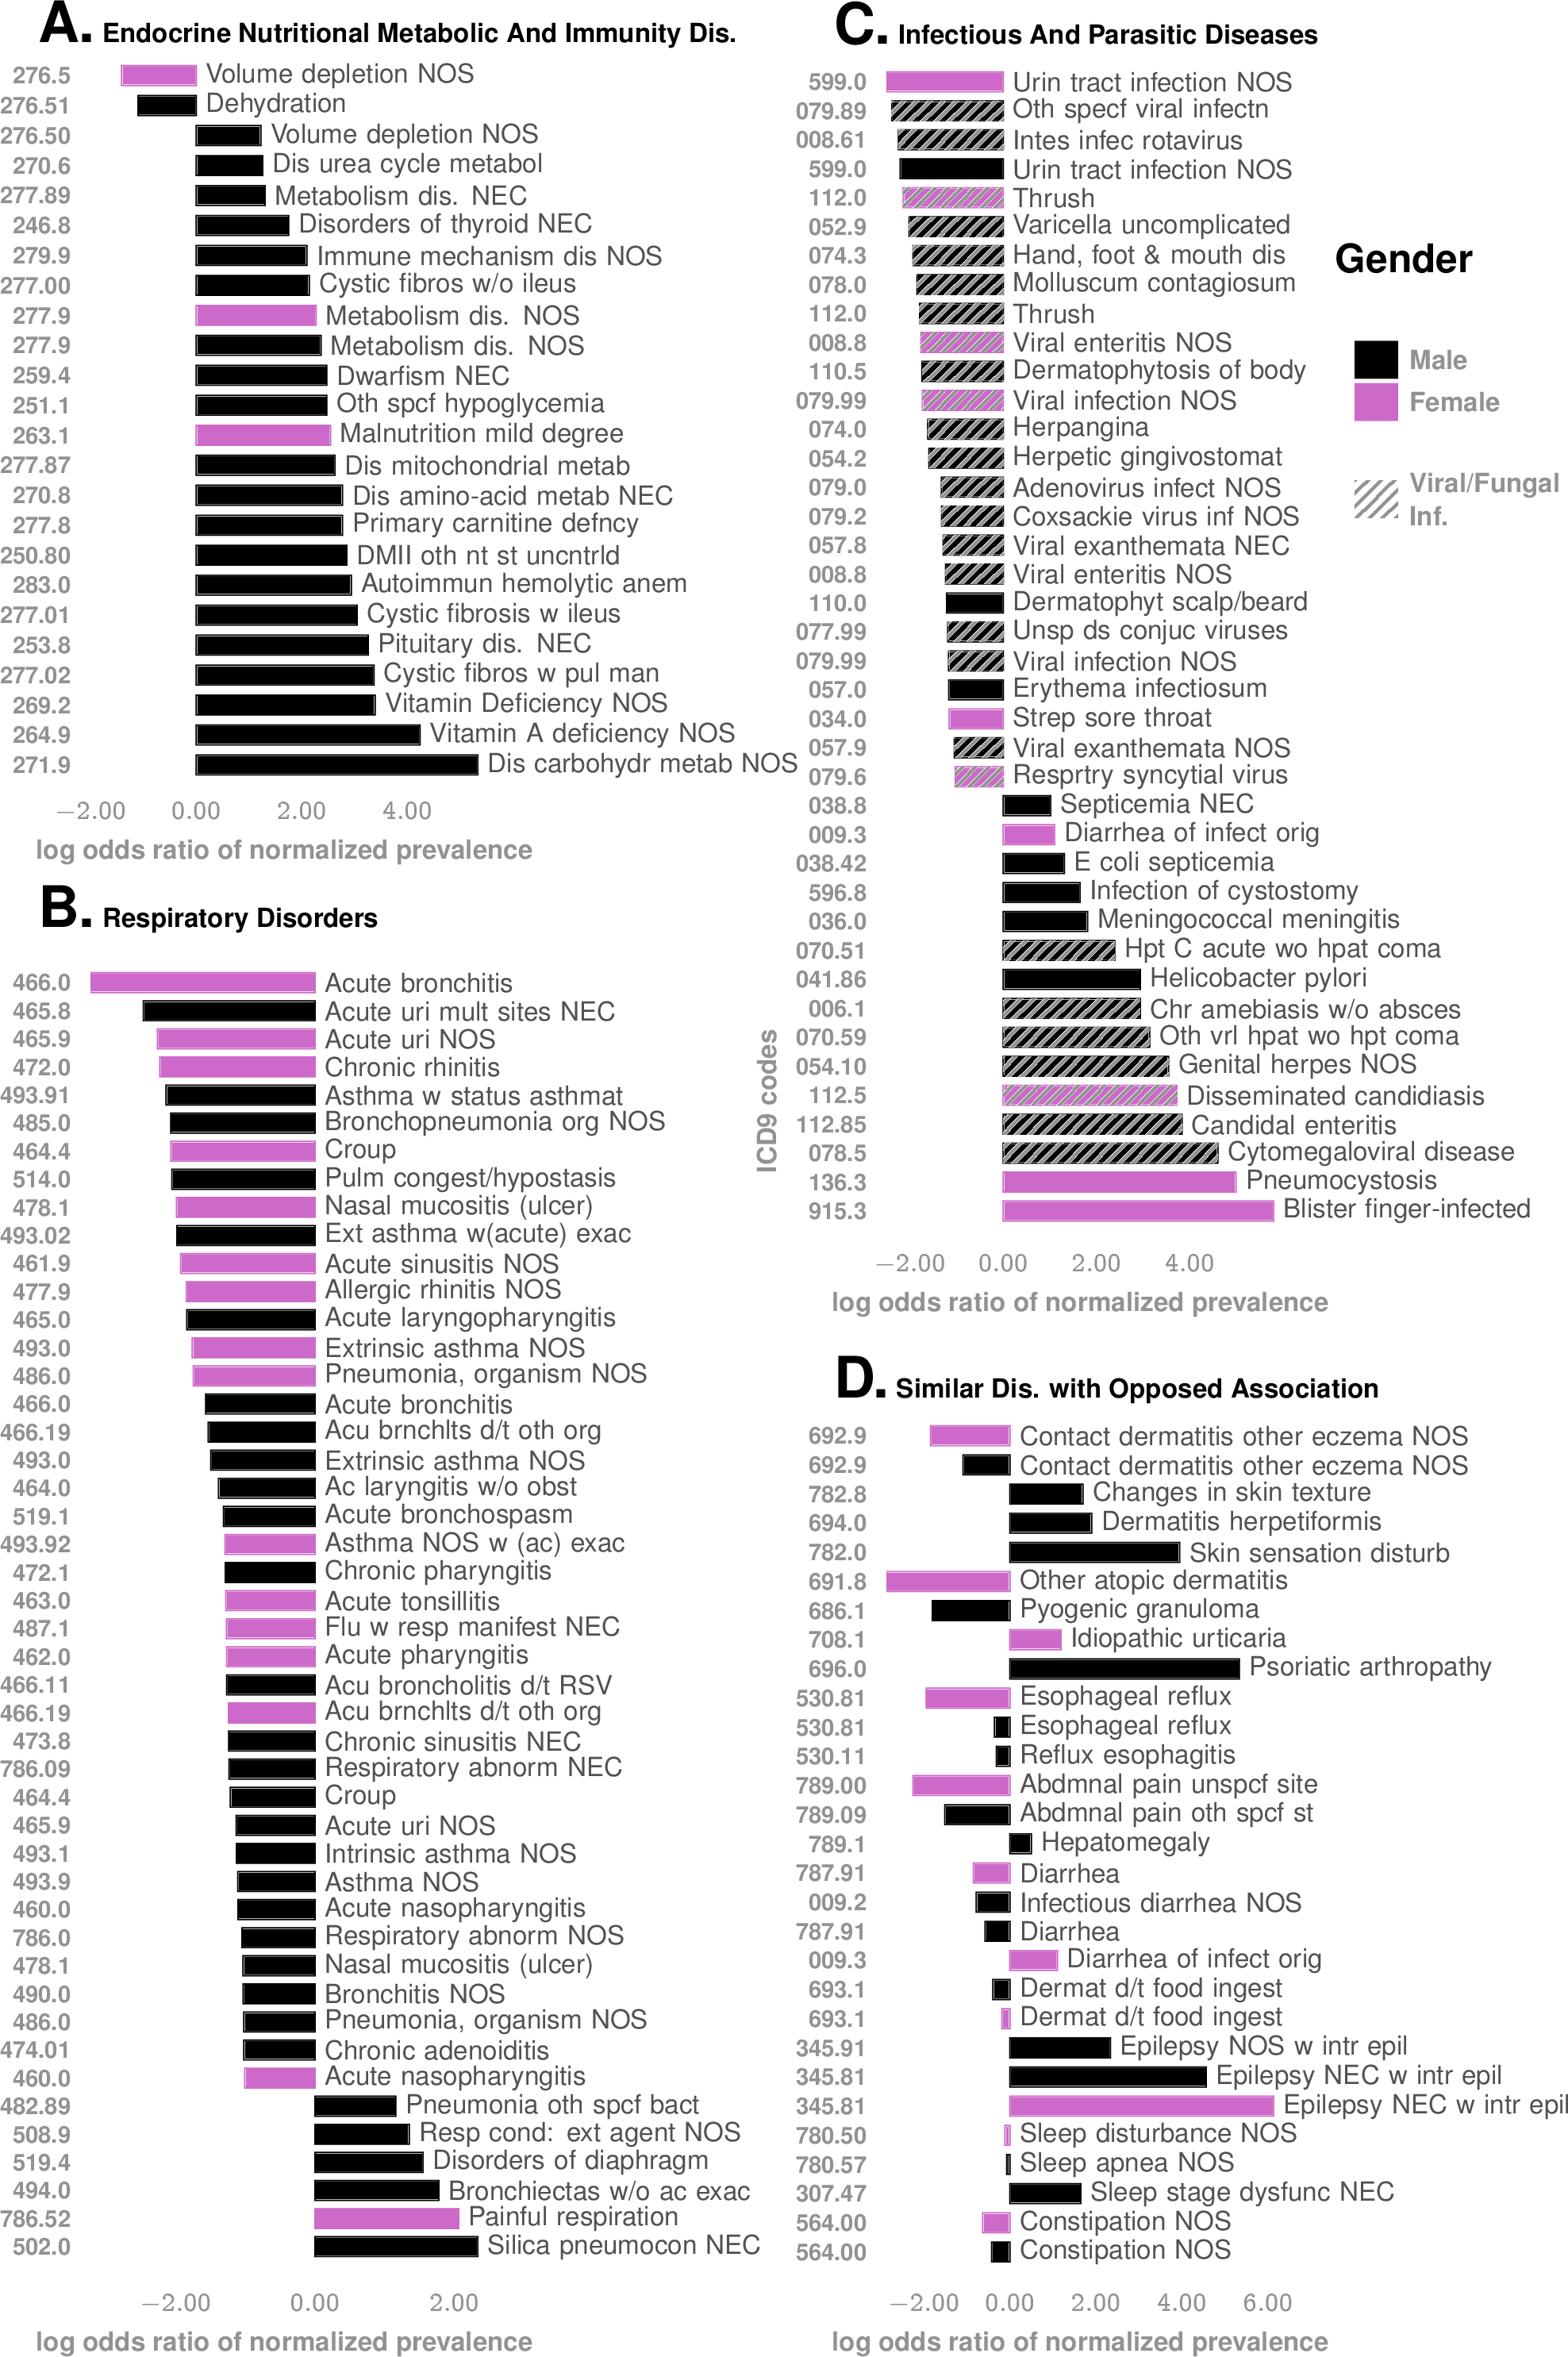 A. Endocrine Nutritional Metabolic And Immunity Dis.
276.5 Volume depletion NOS
276.51 Dehydration
276.50 Volume depletion NOS
270.6 Dis urea cycle metabol
277.89 Metabolism dis. NEC
246.8 Disorders of thyroid NEC
279.9 Immune mechanism dis NOS
277.00 Cystic fibros w/o ileus
277.9 Metabolism dis. NOS
277.9 Metabolism dis. NOS
259.4 Dwarfism NEC
251.1 Oth spcf hypoglycemia
263.1 Malnutrition mild degree
277.87 Dis mitochondrial metab
270.8 Dis amino-acid metab NEC
277.8 Primary carnitine defncy
250.80 DMII oth nt st uncntrld
283.0 Autoimmun hemolytic anem
277.01 Cystic fibrosis w ileus
253.8 Pituitary dis. NEC
277.02 Cystic fibros w pul man
269.2 Vitamin Deficiency NOS
264.9 Vitamin A deficiency NOS
271.9 Dis carbohydr metab NOS
−2.00 0.00 2.00 4.00
log odds ratio of normalized prevalence
B. Respiratory Disorders
466.0 Acute bronchitis
465.8 Acute uri mult sites NEC
465.9 Acute uri NOS
472.0 Chronic rhinitis
493.91 Asthma w status asthmat
485.0 Bronchopneumonia org NOS
464.4 Croup
514.0 Pulm congest/hypostasis
478.1 Nasal mucositis (ulcer)
493.02 Ext asthma w(acute) exac
461.9 Acute sinusitis NOS
477.9 Allergic rhinitis NOS
465.0 Acute laryngopharyngitis
493.0 Extrinsic asthma NOS
486.0 Pneumonia, organism NOS
466.0 Acute bronchitis
466.19 Acu brnchlts d/t oth org
493.0 Extrinsic asthma NOS
464.0 Ac laryngitis w/o obst
519.1 Acute bronchospasm
493.92 Asthma NOS w (ac) exac
472.1 Chronic pharyngitis
463.0 Acute tonsillitis
487.1 Flu w resp manifest NEC
462.0 Acute pharyngitis
466.11 Acu broncholitis d/t RSV
466.19 Acu brnchlts d/t oth org
473.8 Chronic sinusitis NEC
786.09 Respiratory abnorm NEC
464.4 Croup
465.9 Acute uri NOS
493.1 Intrinsic asthma NOS
493.9 Asthma NOS
460.0 Acute nasopharyngitis
786.0 Respiratory abnorm NOS
478.1 Nasal mucositis (ulcer)
490.0 Bronchitis NOS
486.0 Pneumonia, organism NOS
474.01 Chronic adenoiditis
460.0 Acute nasopharyngitis
482.89 Pneumonia oth spcf bact
508.9 Resp cond: ext agent NOS
519.4 Disorders of diaphragm
494.0 Bronchiectas w/o ac exac
786.52 Painful respiration
502.0 Silica pneumocon NEC
−2.00 0.00 2.00
log odds ratio of normalized prevalence
C. Infectious And Parasitic Diseases
599.0 Urin tract infection NOS
079.89 Oth specf viral infectn
008.61 Intes infec rotavirus
599.0 Urin tract infection NOS
112.0 Thrush
052.9 Varicella uncomplicated
074.3 Hand, foot & mouth dis
078.0 Molluscum contagiosum
112.0 Thrush
008.8 Viral enteritis NOS
110.5 Dermatophytosis of body
079.99 Viral infection NOS
074.0 Herpangina
054.2 Herpetic gingivostomat
079.0 Adenovirus infect NOS
079.2 Coxsackie virus inf NOS
057.8 Viral exanthemata NEC
008.8 Viral enteritis NOS
110.0 Dermatophyt scalp/beard
077.99 Unsp ds conjuc viruses
079.99 Viral infection NOS
057.0 Erythema infectiosum
034.0 Strep sore throat
057.9 Viral exanthemata NOS
079.6 Resprtry syncytial virus
038.8 Septicemia NEC
009.3 Diarrhea of infect orig
038.42 E coli septicemia
596.8 Infection of cystostomy
036.0 Meningococcal meningitis
070.51 Hpt C acute wo hpat coma
041.86 Helicobacter pylori
006.1 Chr amebiasis w/o absces
070.59 Oth vrl hpat wo hpt coma
054.10 Genital herpes NOS
112.5 Disseminated candidiasis
112.85 Candidal enteritis
078.5 Cytomegaloviral disease
136.3 Pneumocystosis
915.3 Blister finger-infected
−2.00 0.00 2.00 4.00
log odds ratio of normalized prevalence
ICD9 codes
Gender
Male
Female
Viral/Fungal
Inf.
D. Similar Dis. with Opposed Association
692.9 Contact dermatitis other eczema NOS
692.9 Contact dermatitis other eczema NOS
782.8 Changes in skin texture
694.0 Dermatitis herpetiformis
782.0 Skin sensation disturb
691.8 Other atopic dermatitis
686.1 Pyogenic granuloma
708.1 Idiopathic urticaria
696.0 Psoriatic arthropathy
530.81 Esophageal reflux
530.81 Esophageal reflux
530.11 Reflux esophagitis
789.00 Abdmnal pain unspcf site
789.09 Abdmnal pain oth spcf st
789.1 Hepatomegaly
787.91 Diarrhea
009.2 Infectious diarrhea NOS
787.91 Diarrhea
009.3 Diarrhea of infect orig
693.1 Dermat d/t food ingest
693.1 Dermat d/t food ingest
345.91 Epilepsy NOS w intr epil
345.81 Epilepsy NEC w intr epil
345.81 Epilepsy NEC w intr epil
780.50 Sleep disturbance NOS
780.57 Sleep apnea NOS
307.47 Sleep stage dysfunc NEC
564.00 Constipation NOS
564.00 Constipation NOS
−2.00 0.00 2.00 4.00 6.00
log odds ratio of normalized prevalence